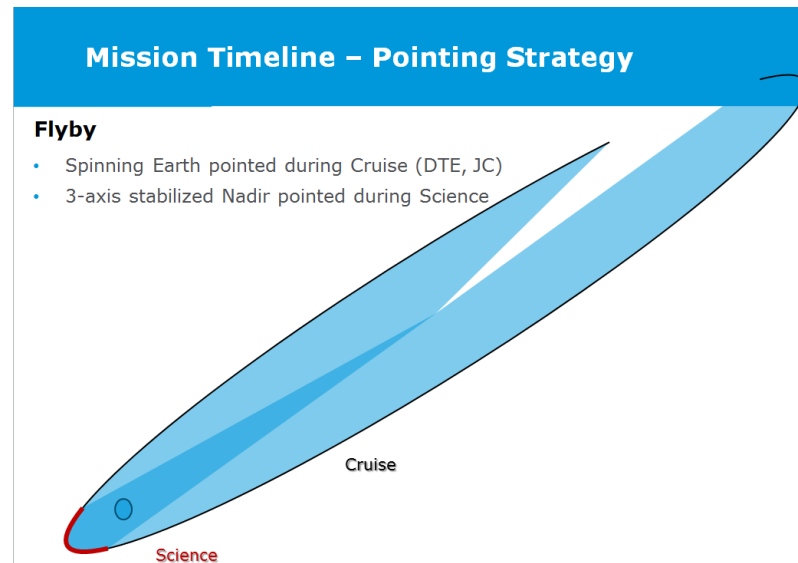 Mission Timeline – Pointing Strategy
Flyby
• Spinning Earth pointed during Cruise (DTE, JC)
• 3-axis stabilized Nadir pointed during Science
Cruise
Science